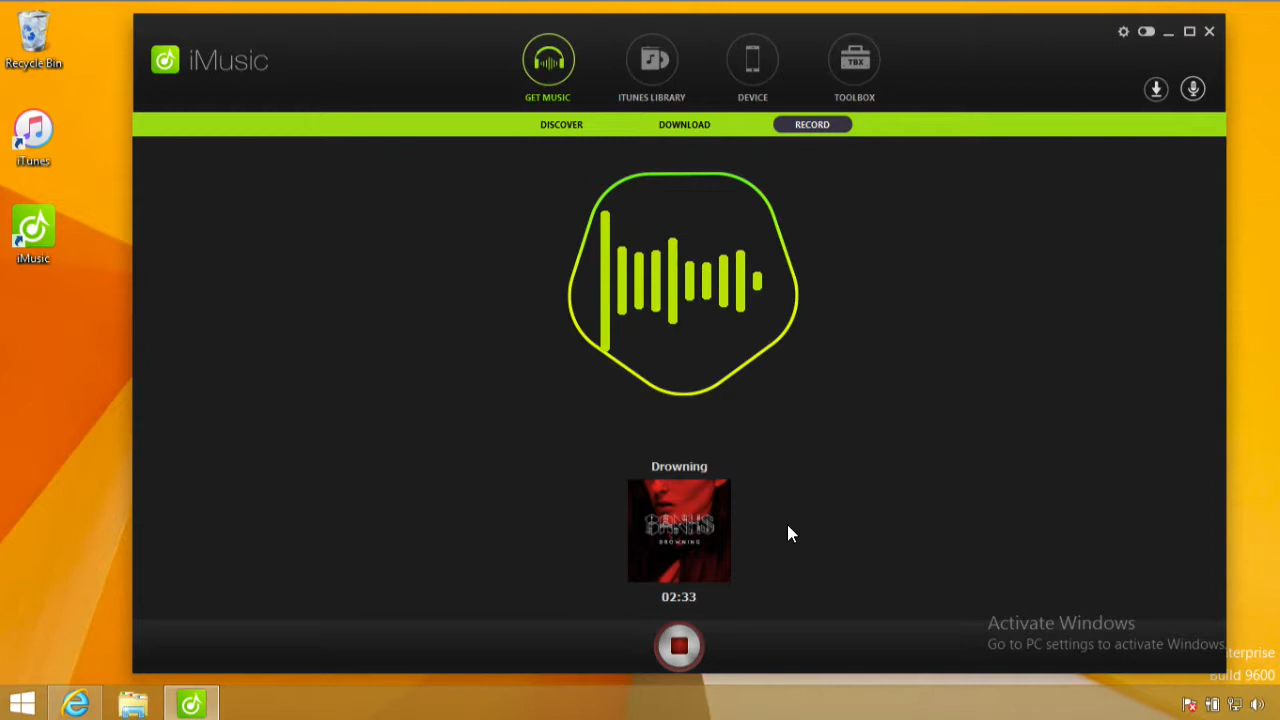 Recycle Bin
iTunes
iMusic
iMusic
GET MUSIC
ITUNES LIBRARY
DEVICE
TBX
TOOLBOX
DISCOVER
DOWNLOAD
RECORD
Drowning
BANKS
DROWNING
02:33
Activate Windows
Go to PC settings to activate Windows.
terprise
Build 9600